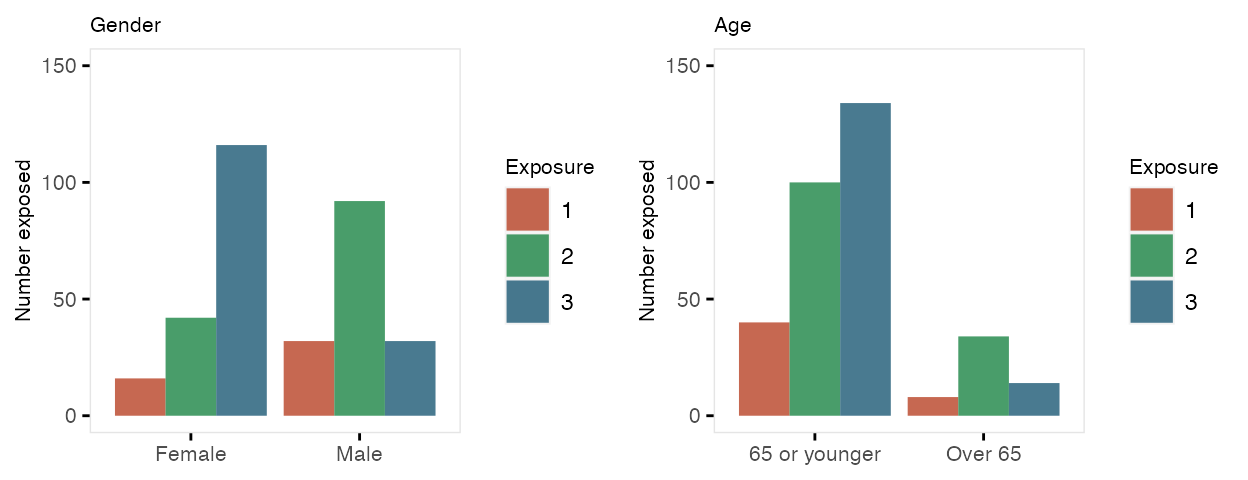 Gender
150
100
50
0
Number exposed
Female
Male
Exposure
1
2
3
Age
150
100
50
0
Number exposed
65 or younger
Over 65
Exposure
1
2
3